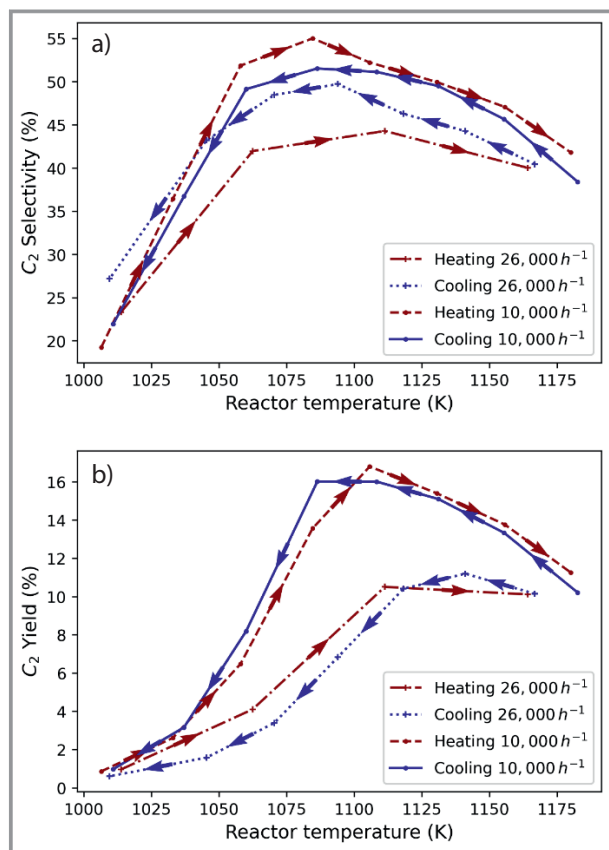 a)
C₂ Selectivity (%)
55
50
45
40
35
30
25
20
Heating 26,000 h⁻¹
Cooling 26,000 h⁻¹
Heating 10,000 h⁻¹
Cooling 10,000 h⁻¹
1000 1025 1050 1075 1100 1125 1150 1175
Reactor temperature (K)
b)
C₂ Yield (%)
16
14
12
10
8
6
4
2
0
Heating 26,000 h⁻¹
Cooling 26,000 h⁻¹
Heating 10,000 h⁻¹
Cooling 10,000 h⁻¹
1000 1025 1050 1075 1100 1125 1150 1175
Reactor temperature (K)